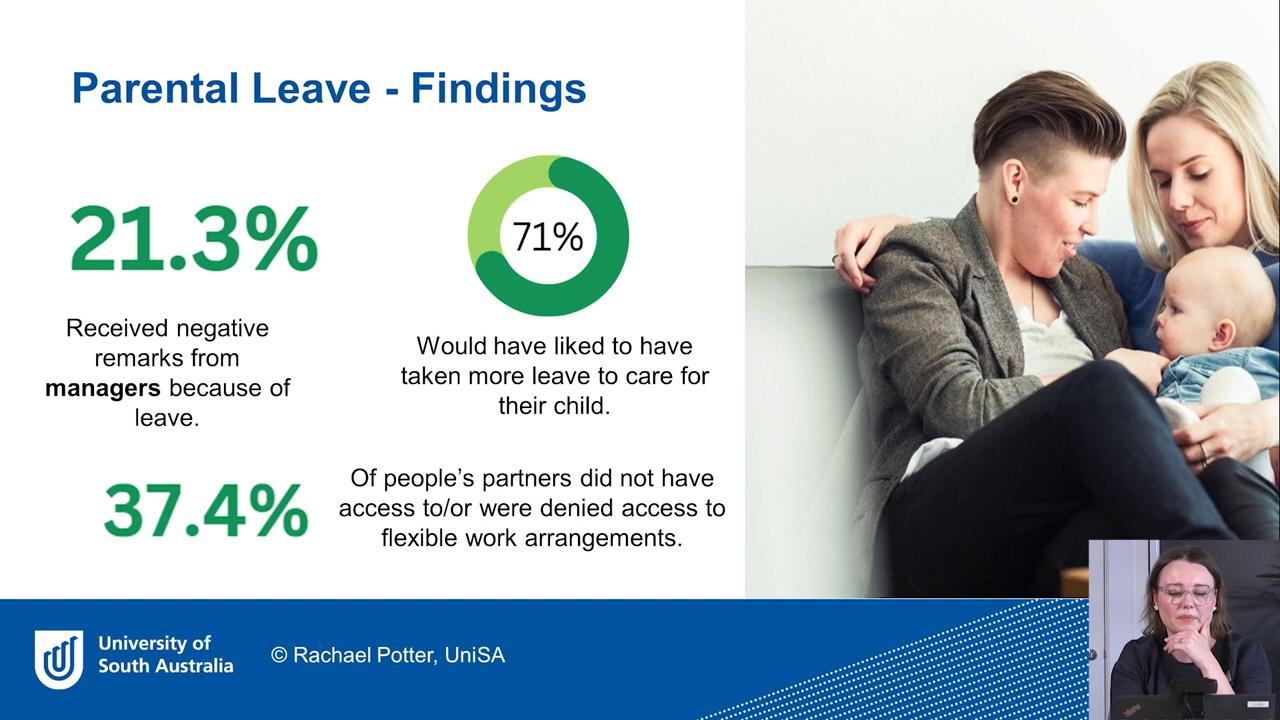 Parental Leave - Findings
21.3%
Received negative
remarks from
managers because of
leave.
71%
Would have liked to have
taken more leave to care for
their child.
37.4%
Of people’s partners did not have
access to/or were denied access to
flexible work arrangements.
University of
South Australia
© Rachael Potter, UniSA